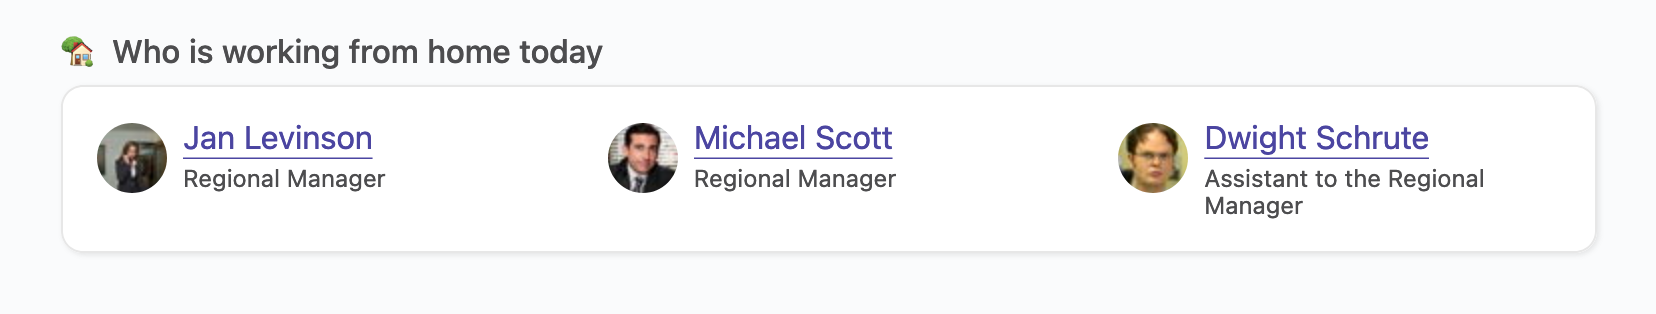 Who is working from home today
Jan Levinson
Regional Manager
Michael Scott
Regional Manager
Dwight Schrute
Assistant to the Regional
Manager